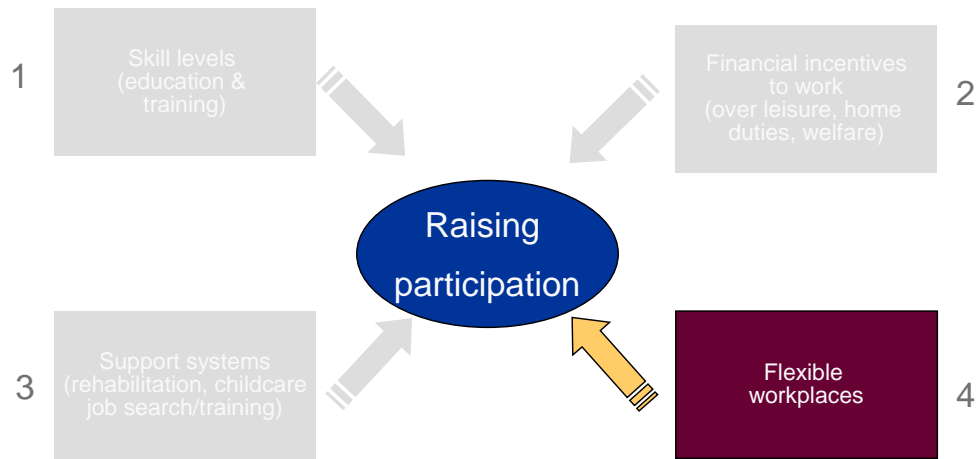 1
Skill levels
(education &
training)
Financial incentives
to work
(over leisure, home
duties, welfare)
2
Raising
participation
3
Support systems
(rehabilitation, childcare
job search/training)
Flexible
workplaces
4